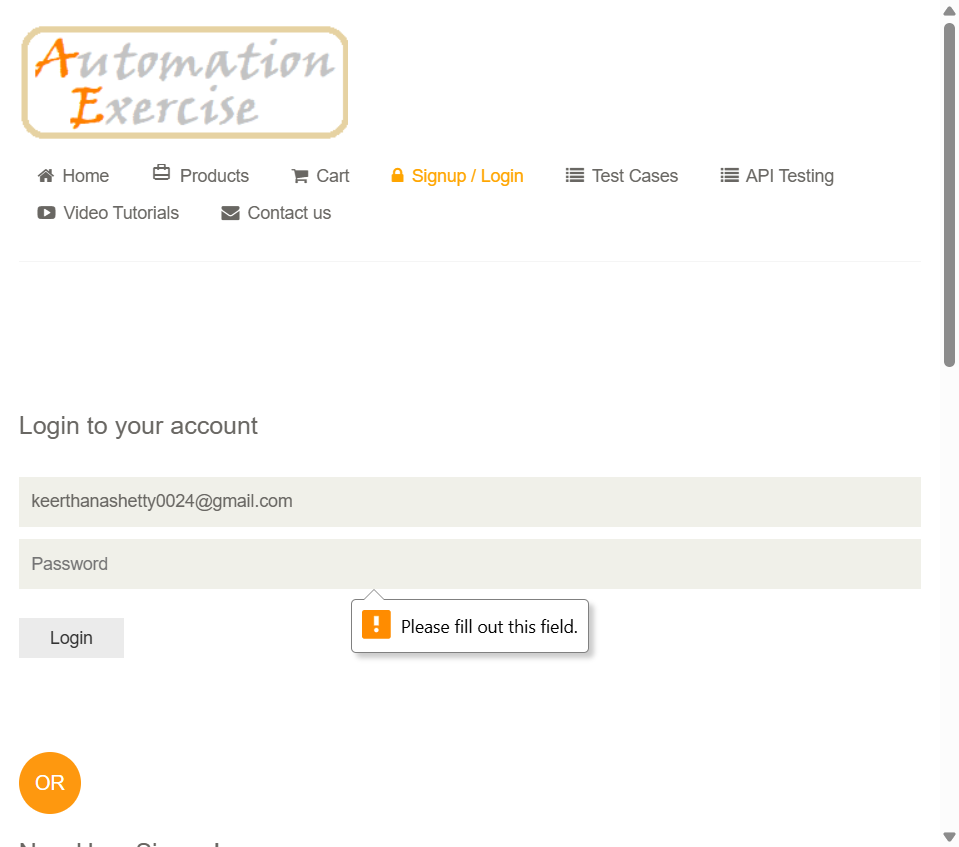 Automation
Exercise
Home Products Cart Signup / Login Test Cases API Testing
Video Tutorials Contact us
Login to your account
keerthanashetty0024@gmail.com
Password
Please fill out this field.
Login
OR